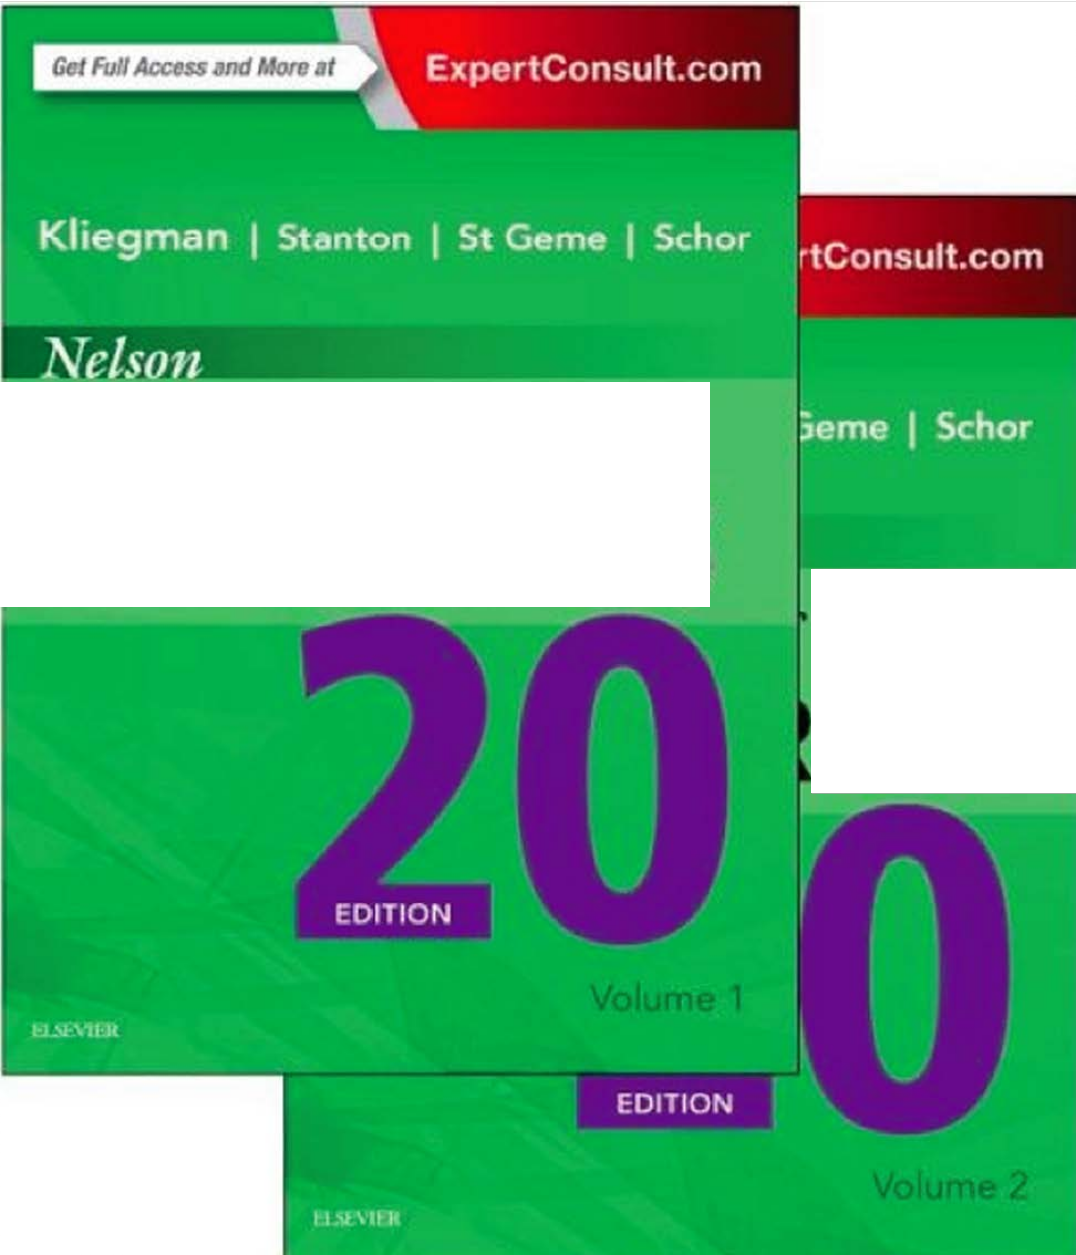 Get Full Access and More at
ExpertConsult.com
Kliegman | Stanton | St Geme | Schor
Nelson
20
EDITION
Volume 1
ELSEVIER
rtConsult.com
Geme | Schor
R
0
EDITION
Volume 2
ELSEVIER